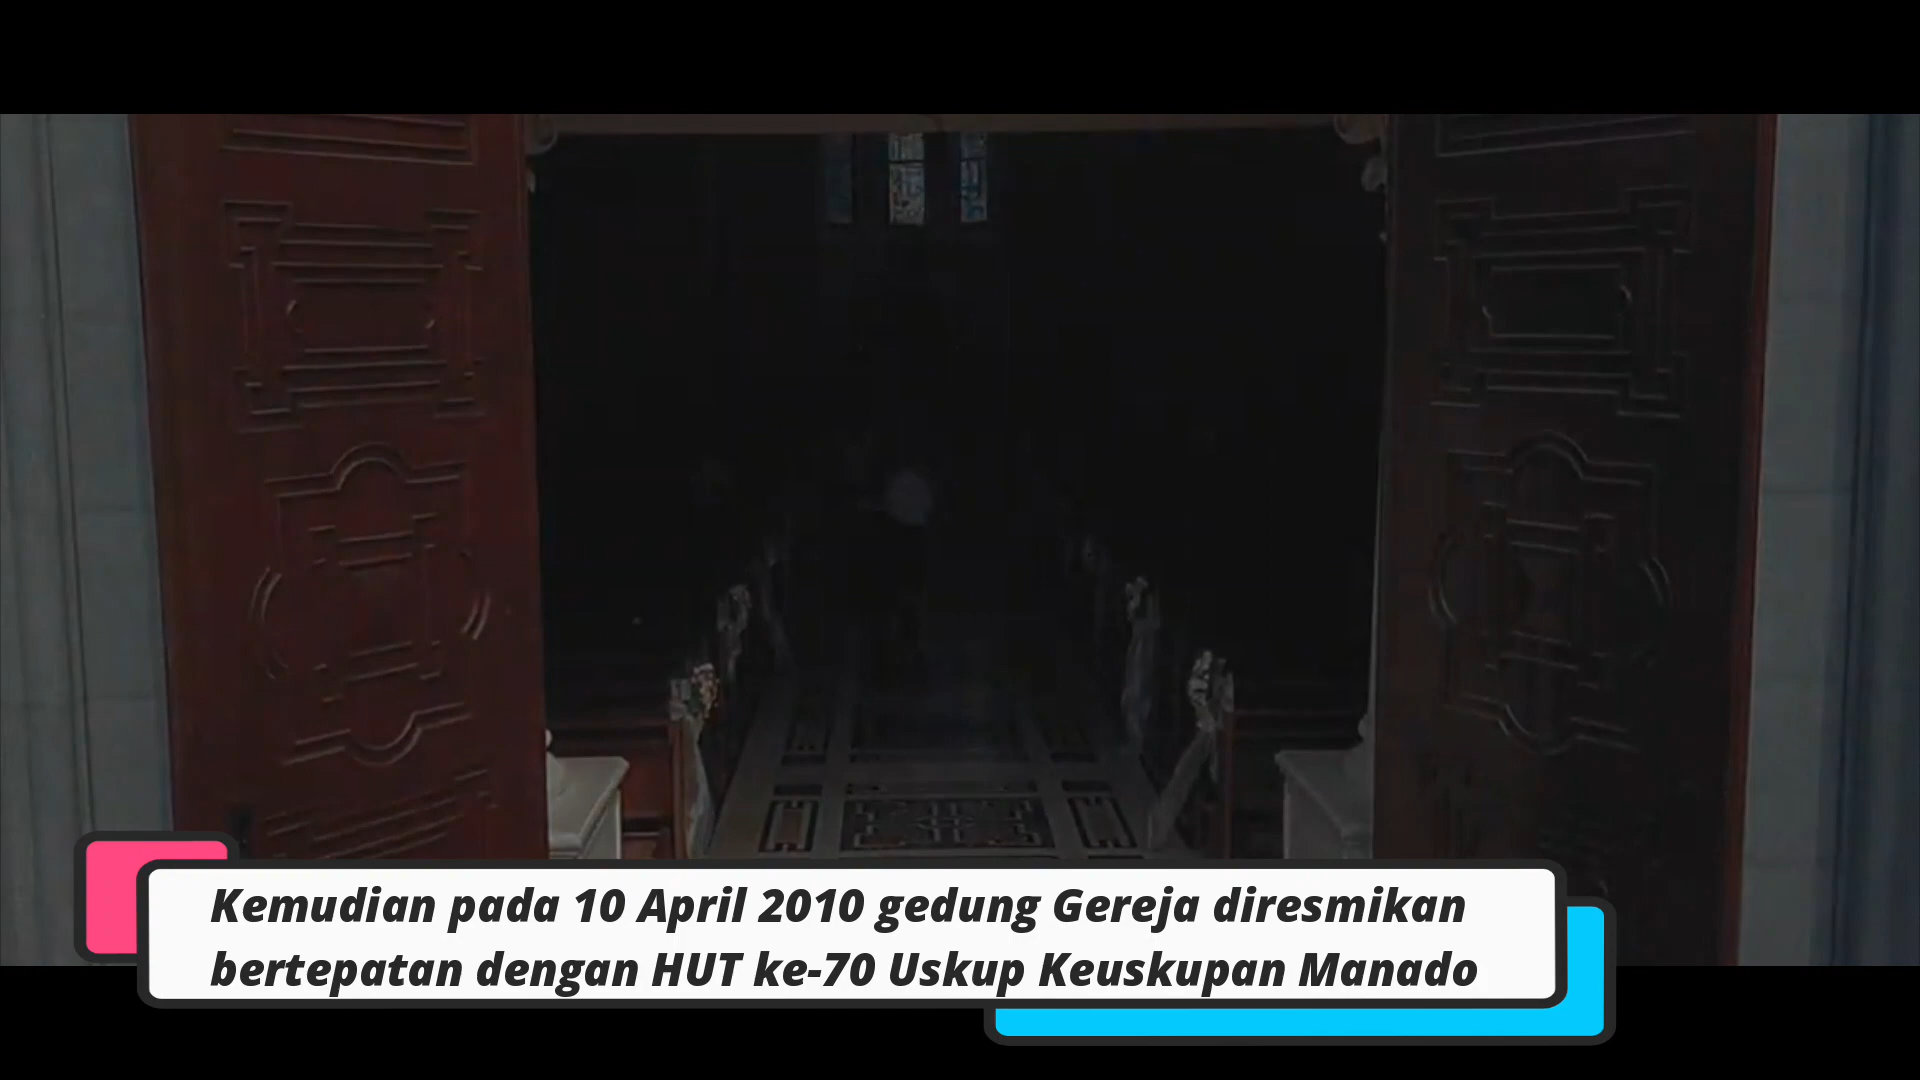 Kemudian pada 10 April 2010 gedung Gereja diresmikan
bertepatan dengan HUT ke-70 Uskup Keuskupan Manado